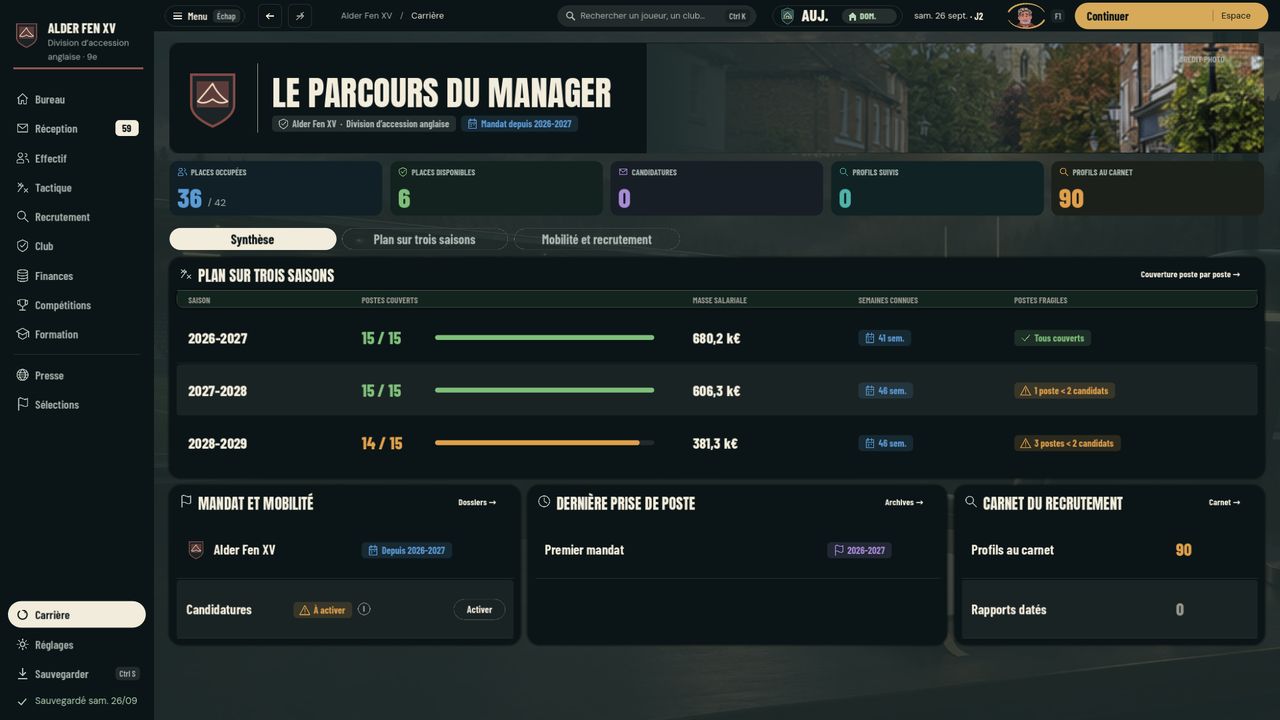 ALDER FEN XV
Division d'accession
anglaise · 9e
Menu Échap
Alder Fen XV / Carrière
Rechercher un joueur, un club... Ctrl K
AUJ. DOM.
sam. 26 sept. · J2
F1
Continuer Espace
Bureau
Réception 59
Effectif
Tactique
Recrutement
Club
Finances
Compétitions
Formation
Presse
Sélections
Carrière
Réglages
Sauvegarder Ctrl S
Sauvegardé sam. 26/09
LE PARCOURS DU MANAGER
Alder Fen XV · Division d'accession anglaise
Mandat depuis 2026-2027
CRÉDIT PHOTO
PLACES OCCUPÉES
36 / 42
PLACES DISPONIBLES
6
CANDIDATURES
0
PROFILS SUIVIS
0
PROFILS AU CARNET
90
Synthèse
Plan sur trois saisons
Mobilité et recrutement
PLAN SUR TROIS SAISONS
Couverture poste par poste →
SAISON POSTES COUVERTS MASSE SALARIALE SEMAINES CONNUES POSTES FRAGILES
2026-2027 15 / 15 680,2 k€ 41 sem. Tous couverts
2027-2028 15 / 15 606,3 k€ 46 sem. 1 poste < 2 candidats
2028-2029 14 / 15 381,3 k€ 46 sem. 3 postes < 2 candidats
MANDAT ET MOBILITÉ
Dossiers →
Alder Fen XV Depuis 2026-2027
Candidatures À activer Activer
DERNIÈRE PRISE DE POSTE
Archives →
Premier mandat 2026-2027
CARNET DU RECRUTEMENT
Carnet →
Profils au carnet 90
Rapports datés 0